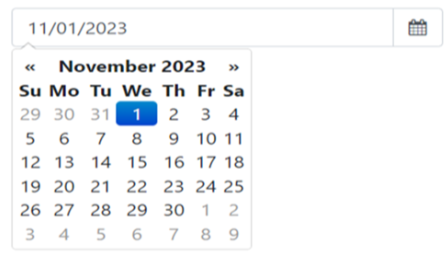 11/01/2023
« November 2023 »
Su Mo Tu We Th Fr Sa
29 30 31 1 2 3 4
5 6 7 8 9 10 11
12 13 14 15 16 17 18
19 20 21 22 23 24 25
26 27 28 29 30 1 2
3 4 5 6 7 8 9